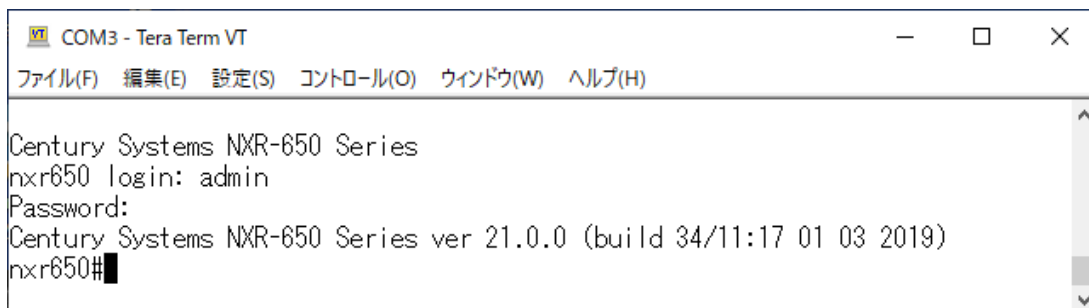 COM3 - Tera Term VT
ファイル(F) 編集(E) 設定(S) コントロール(O) ウィンドウ(W) ヘルプ(H)
Century Systems NXR-650 Series
nxr650 login: admin
Password:
Century Systems NXR-650 Series ver 21.0.0 (build 34/11:17 01 03 2019)
nxr650#